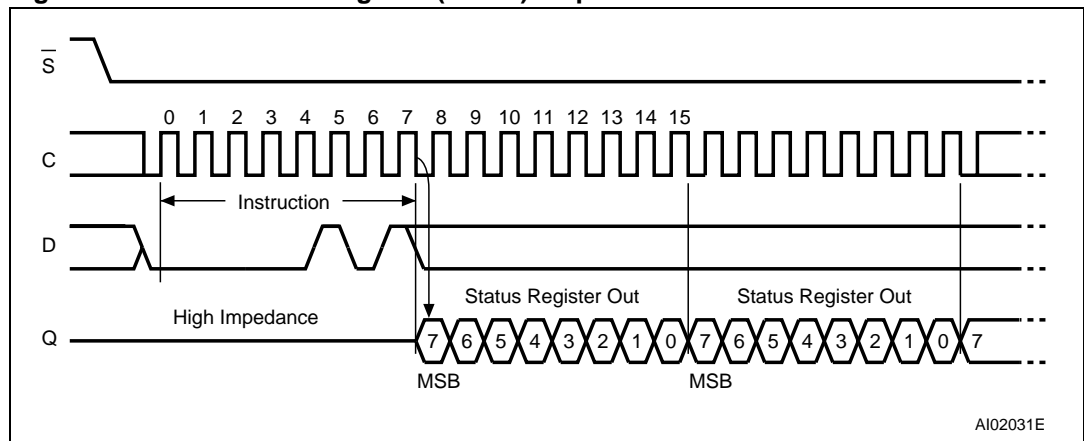 S
0 1 2 3 4 5 6 7 8 9 10 11 12 13 14 15
C
Instruction
D
Status Register Out Status Register Out
High Impedance
Q 7 6 5 4 3 2 1 0 7 6 5 4 3 2 1 0 7
MSB MSB
AI02031E